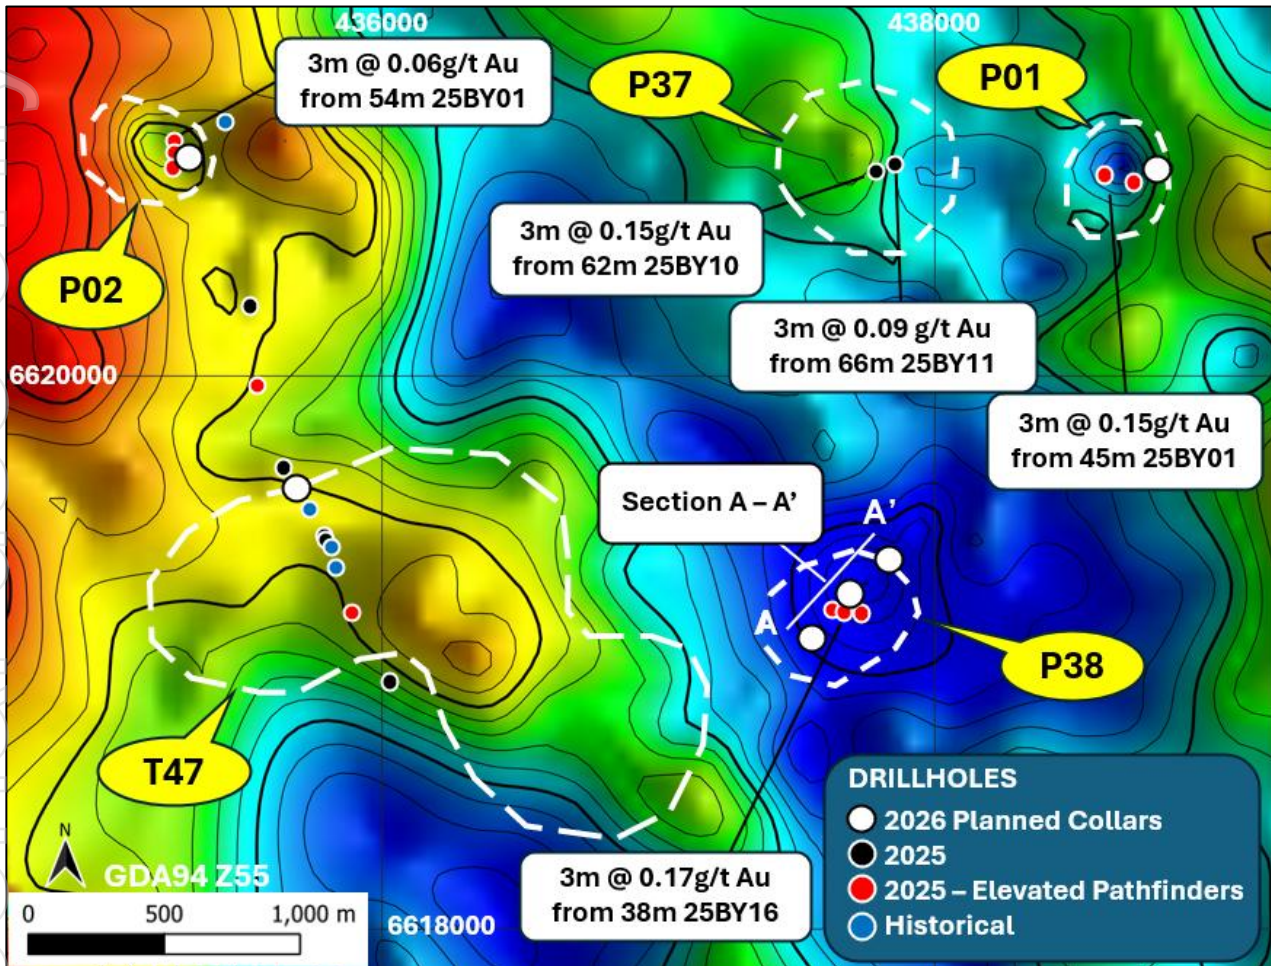 436000
438000
3m @ 0.06g/t Au
from 54m 25BY01
P37
P01
3m @ 0.15g/t Au
from 62m 25BY10
P02
3m @ 0.09 g/t Au
from 66m 25BY11
6620000
3m @ 0.15g/t Au
from 45m 25BY01
Section A – A’
A’
A
P38
T47
DRILLHOLES
2026 Planned Collars
2025
2025 – Elevated Pathfinders
Historical
N
GDA94 Z55
0 500 1,000 m
3m @ 0.17g/t Au
from 38m 25BY16
6618000